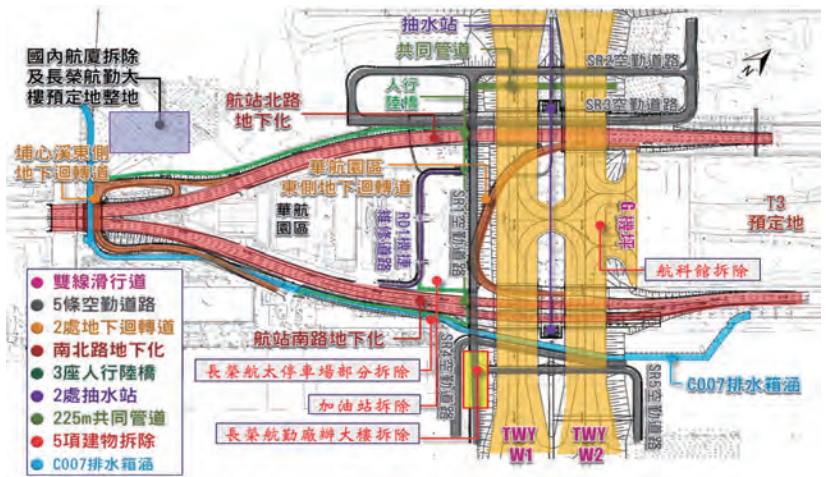 抽水站
共同管道
國內航廈拆除
及長榮航勤大
樓預定地整地
人行
陸橋
SR2空勤道路
SR3空勤道路
N
航站北路
地下化
埔心溪東側
地下迴轉道
華航園區
東側地下迴轉道
華航
園區
RD1機捷
維修道路
SR1空勤道路
G機坪
T3
預定地
航科館拆除
雙線滑行道
5條空勤道路
2處地下迴轉道
南北路地下化
3座人行陸橋
2處抽水站
225m共同管道
5項建物拆除
C007排水箱涵
航站南路地下化
長榮航太停車場部分拆除
加油站拆除
長榮航勤廠辦大樓拆除
SR4空勤道路
SR5空勤道路
C007排水箱涵
TWY
W1
TWY
W2